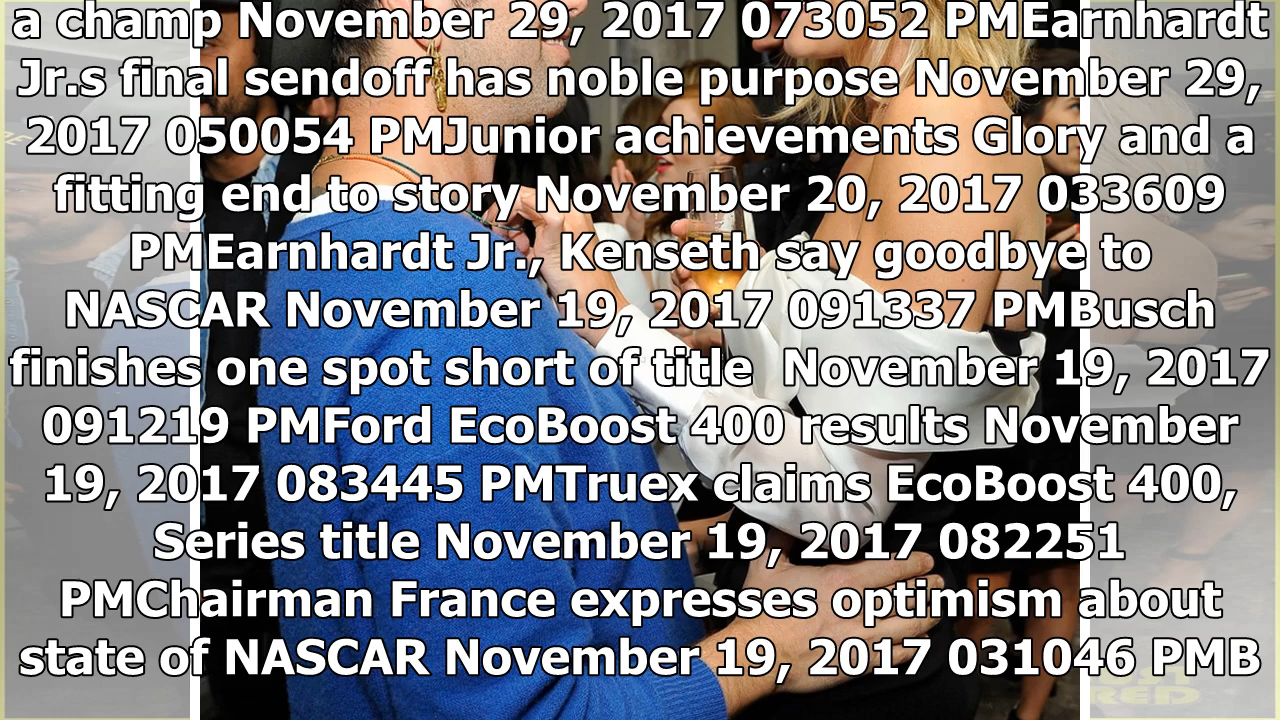 a champ November 29, 2017 073052 PMEarnhardt
Jr.s final sendoff has noble purpose November 29,
2017 050054 PMJunior achievements Glory and a
fitting end to story November 20, 2017 033609
PMEarnhardt Jr., Kenseth say goodbye to
NASCAR November 19, 2017 091337 PMBusch
finishes one spot short of title November 19, 2017
091219 PMFord EcoBoost 400 results November
19, 2017 083445 PMTruex claims EcoBoost 400,
Series title November 19, 2017 082251
PMChairman France expresses optimism about
state of NASCAR November 19, 2017 031046 PMB